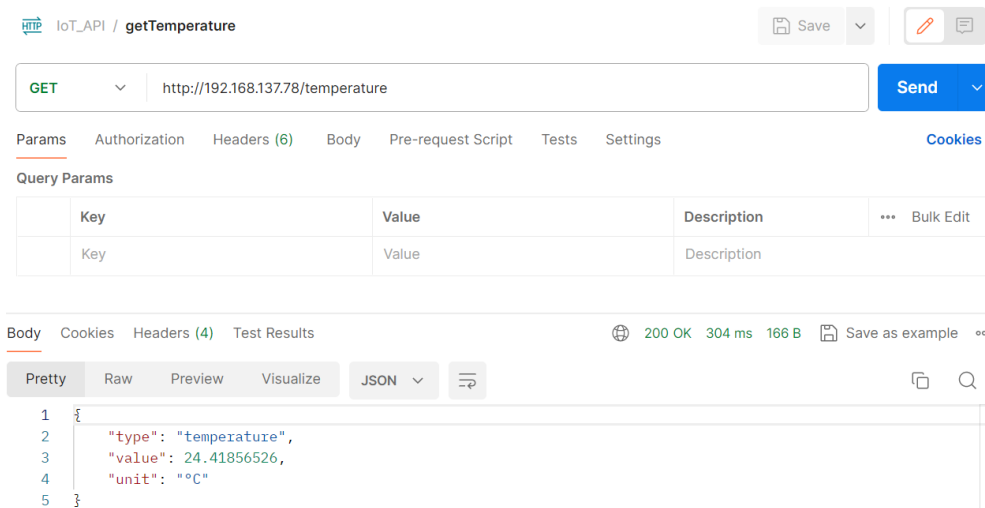 HTTP IoT_API / getTemperature Save
GET http://192.168.137.78/temperature Send
Params Authorization Headers (6) Body Pre-request Script Tests Settings Cookies
Query Params
Key Value Description ••• Bulk Edit
Key Value Description
Body Cookies Headers (4) Test Results 200 OK 304 ms 166 B Save as example
Pretty Raw Preview Visualize JSON
1 {
2 "type": "temperature",
3 "value": 24.41856526,
4 "unit": "°C"
5 }